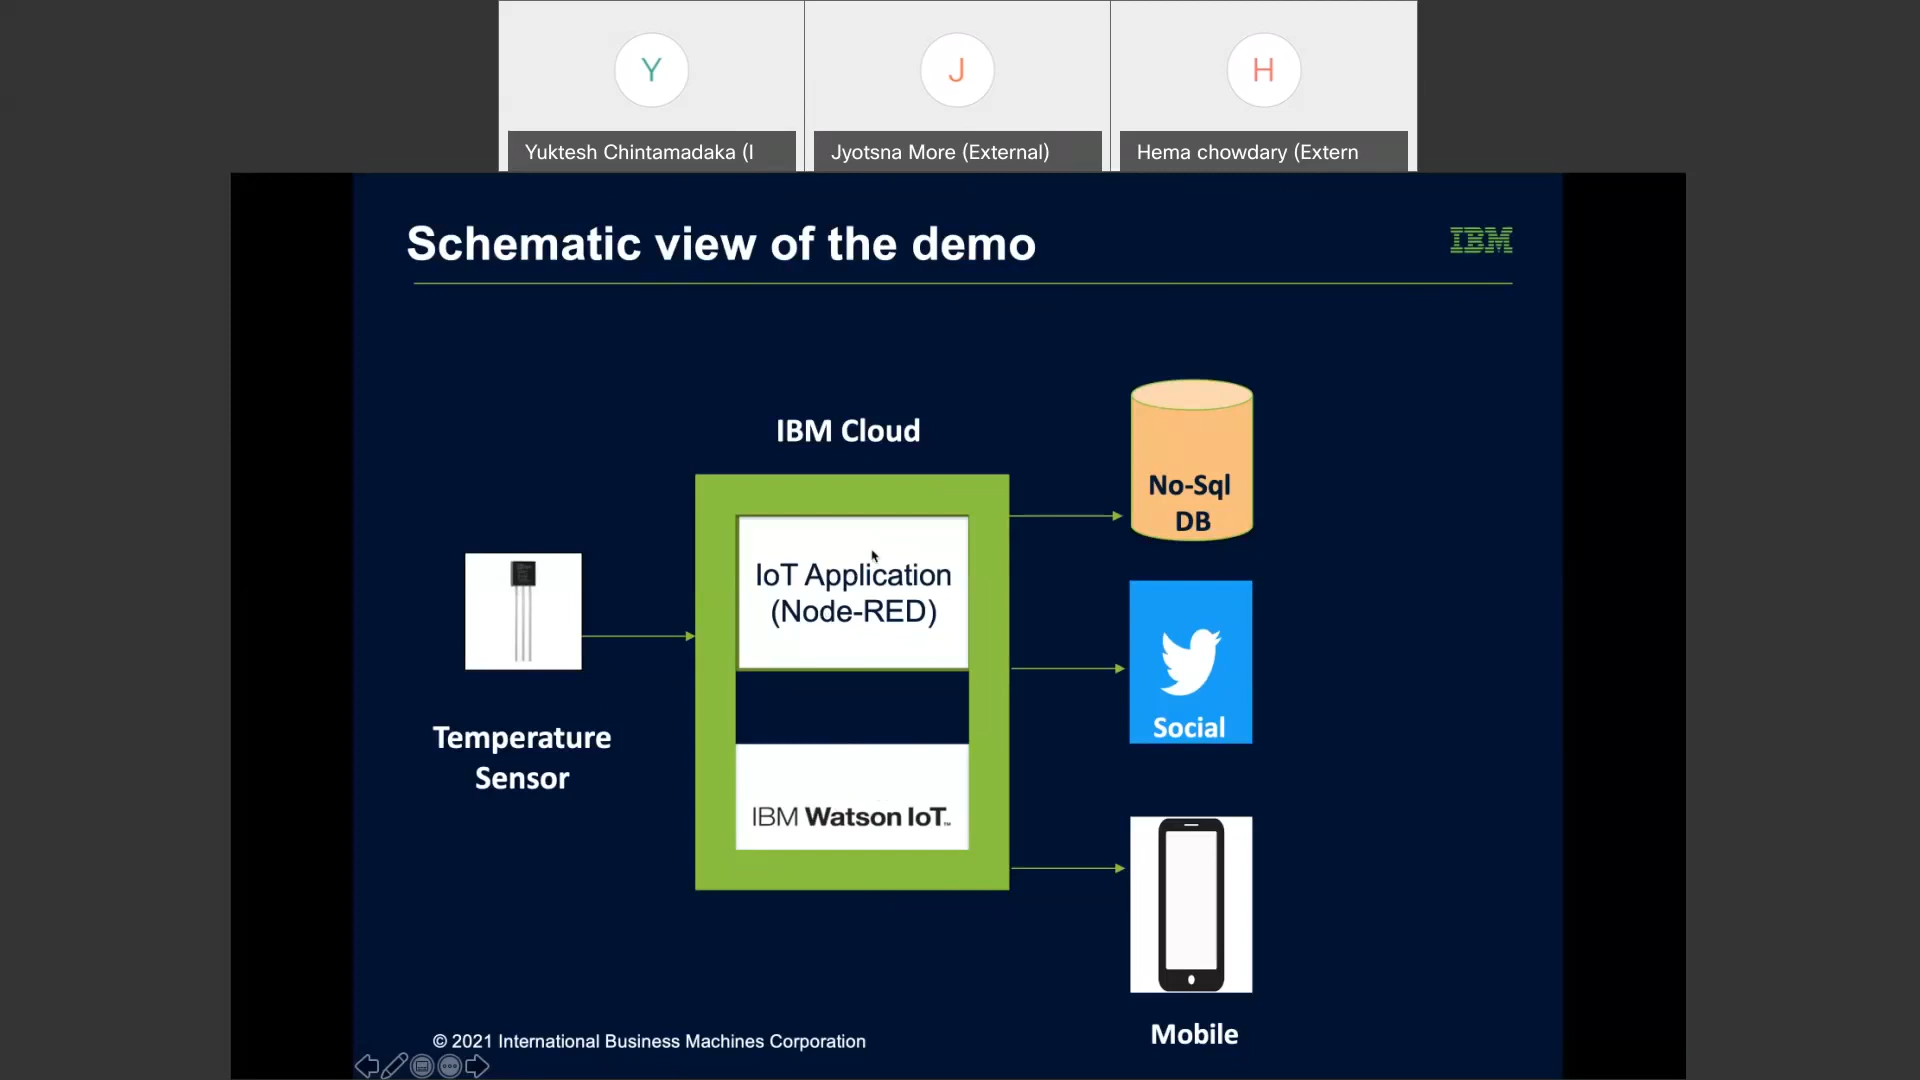 Y
J
H
Yuktesh Chintamadaka (I
Jyotsna More (External)
Hema chowdary (Extern
Schematic view of the demo
IBM
IBM Cloud
No-Sql
DB
IoT Application
(Node-RED)
Social
Temperature
Sensor
IBM Watson IoT™
Mobile
© 2021 International Business Machines Corporation